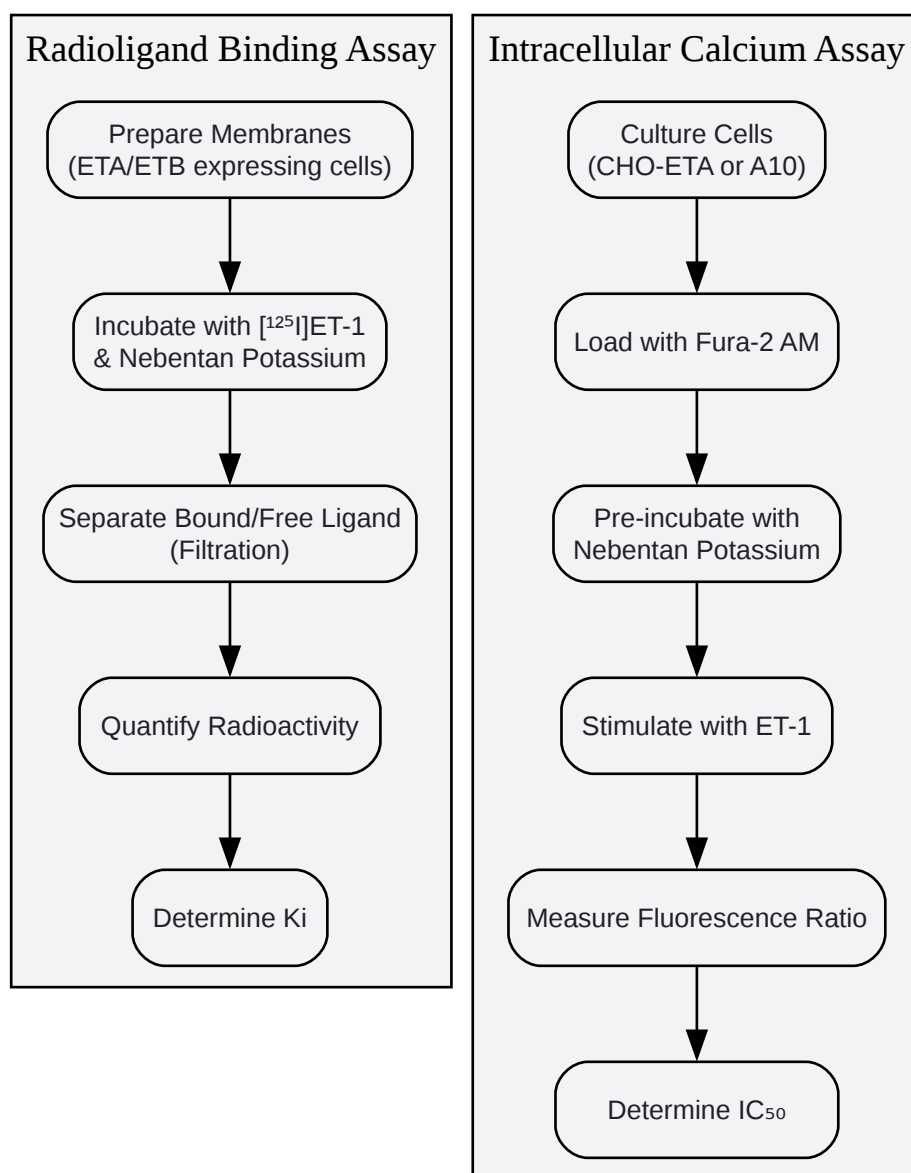 Radioligand Binding Assay
Prepare Membranes
(ETA/ETB expressing cells)
Incubate with [¹²⁵I]ET-1
& Nebentan Potassium
Separate Bound/Free Ligand
(Filtration)
Quantify Radioactivity
Determine Ki
Intracellular Calcium Assay
Culture Cells
(CHO-ETA or A10)
Load with Fura-2 AM
Pre-incubate with
Nebentan Potassium
Stimulate with ET-1
Measure Fluorescence Ratio
Determine IC₅₀